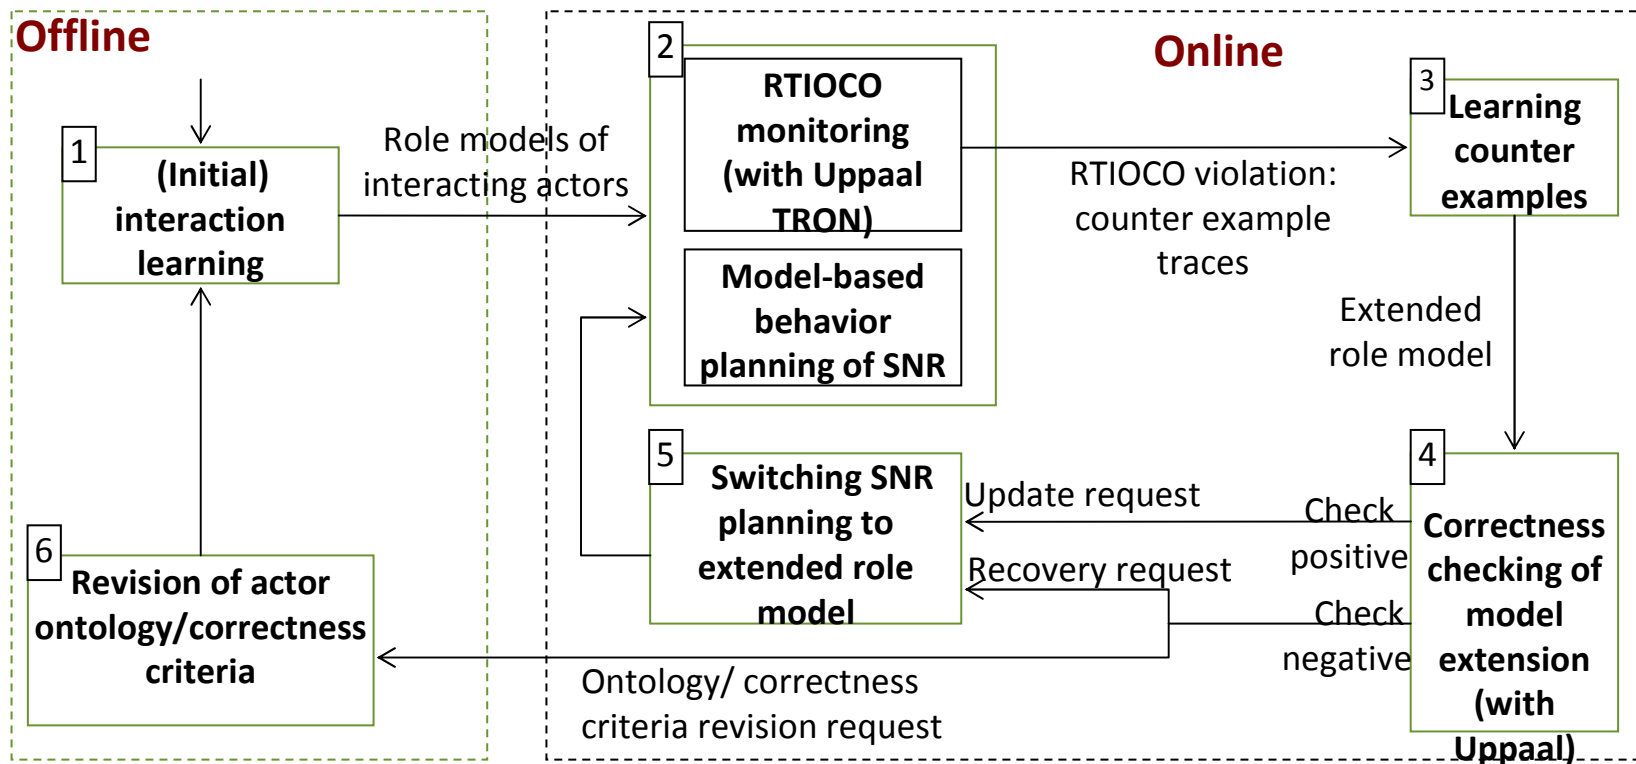 Offline
1
(Initial)
interaction
learning
Role models of
interacting actors
6
Revision of actor
ontology/correctness
criteria
Online
2
RTIOCO
monitoring
(with Uppaal
TRON)
Model-based
behavior
planning of SNR
RTIOCO violation:
counter example
traces
3
Learning
counter
examples
Extended
role model
4
Correctness
checking of
model
extension
(with
Uppaal)
Check
positive
Check
negative
Update request
Recovery request
5
Switching SNR
planning to
extended role
model
Ontology/ correctness
criteria revision request